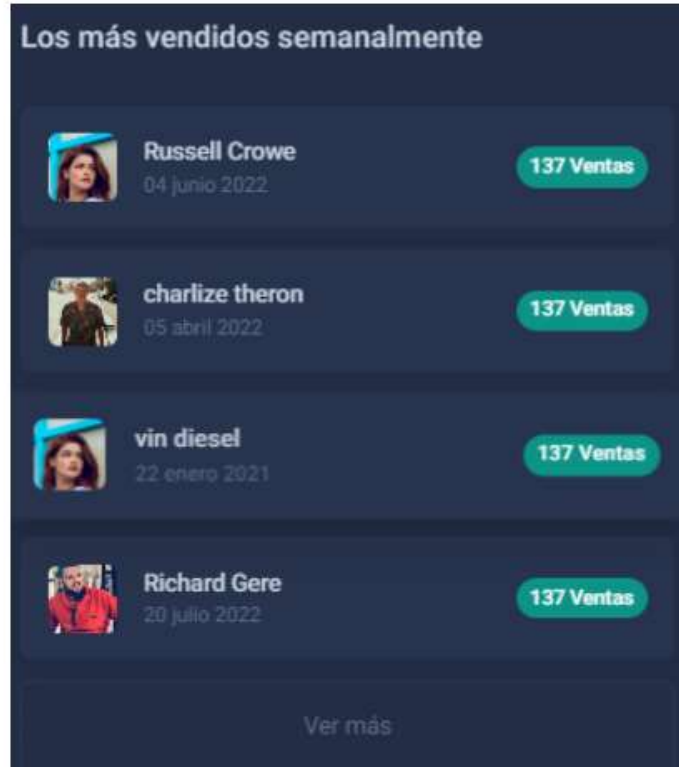 Los más vendidos semanalmente
Russell Crowe
04 junio 2022
137 Ventas
charlize theron
05 abril 2022
137 Ventas
vin diesel
22 enero 2021
137 Ventas
Richard Gere
20 julio 2022
137 Ventas
Ver más